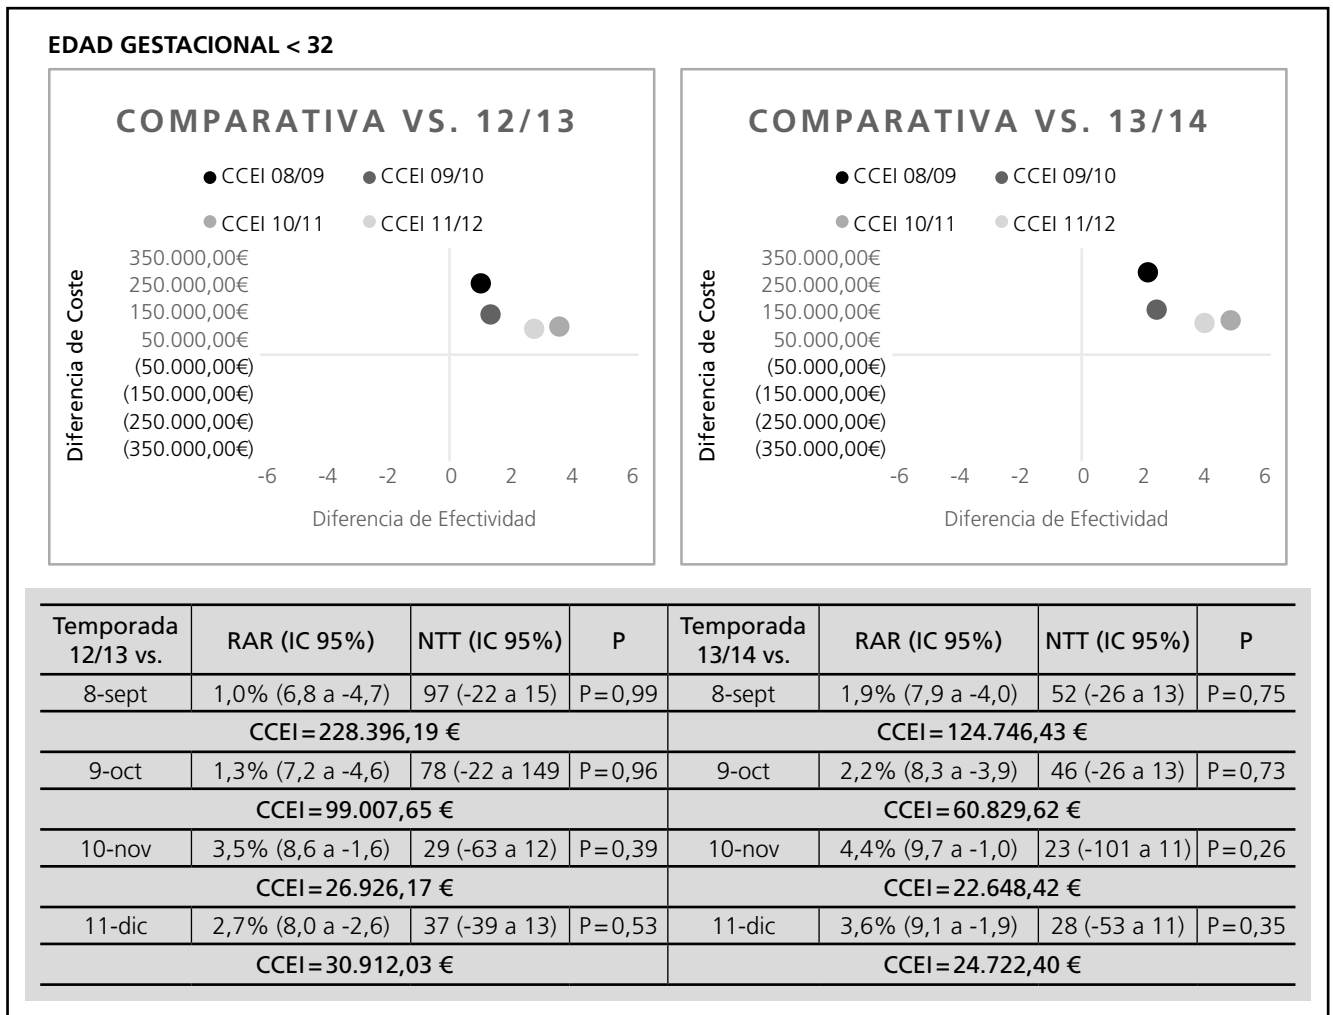 EDAD GESTACIONAL < 32
COMPARATIVA VS. 12/13
● CCEI 08/09 ● CCEI 09/10
● CCEI 10/11 ● CCEI 11/12
Diferencia de Coste
350.000,00€
250.000,00€
150.000,00€
50.000,00€
(50.000,00€)
(150.000,00€)
(250.000,00€)
(350.000,00€)
-6 -4 -2 0 2 4 6
Diferencia de Efectividad
COMPARATIVA VS. 13/14
● CCEI 08/09 ● CCEI 09/10
● CCEI 10/11 ● CCEI 11/12
Diferencia de Coste
350.000,00€
250.000,00€
150.000,00€
50.000,00€
(50.000,00€)
(150.000,00€)
(250.000,00€)
(350.000,00€)
-6 -4 -2 0 2 4 6
Diferencia de Efectividad
Temporada 12/13 vs. RAR (IC 95%) NTT (IC 95%) P Temporada 13/14 vs. RAR (IC 95%) NTT (IC 95%) P
8-sept 1,0% (6,8 a -4,7) 97 (-22 a 15) P=0,99 8-sept 1,9% (7,9 a -4,0) 52 (-26 a 13) P=0,75
CCEI=228.396,19 € CCEI=124.746,43 €
9-oct 1,3% (7,2 a -4,6) 78 (-22 a 149 P=0,96 9-oct 2,2% (8,3 a -3,9) 46 (-26 a 13) P=0,73
CCEI=99.007,65 € CCEI=60.829,62 €
10-nov 3,5% (8,6 a -1,6) 29 (-63 a 12) P=0,39 10-nov 4,4% (9,7 a -1,0) 23 (-101 a 11) P=0,26
CCEI=26.926,17 € CCEI=22.648,42 €
11-dic 2,7% (8,0 a -2,6) 37 (-39 a 13) P=0,53 11-dic 3,6% (9,1 a -1,9) 28 (-53 a 11) P=0,35
CCEI=30.912,03 € CCEI=24.722,40 €